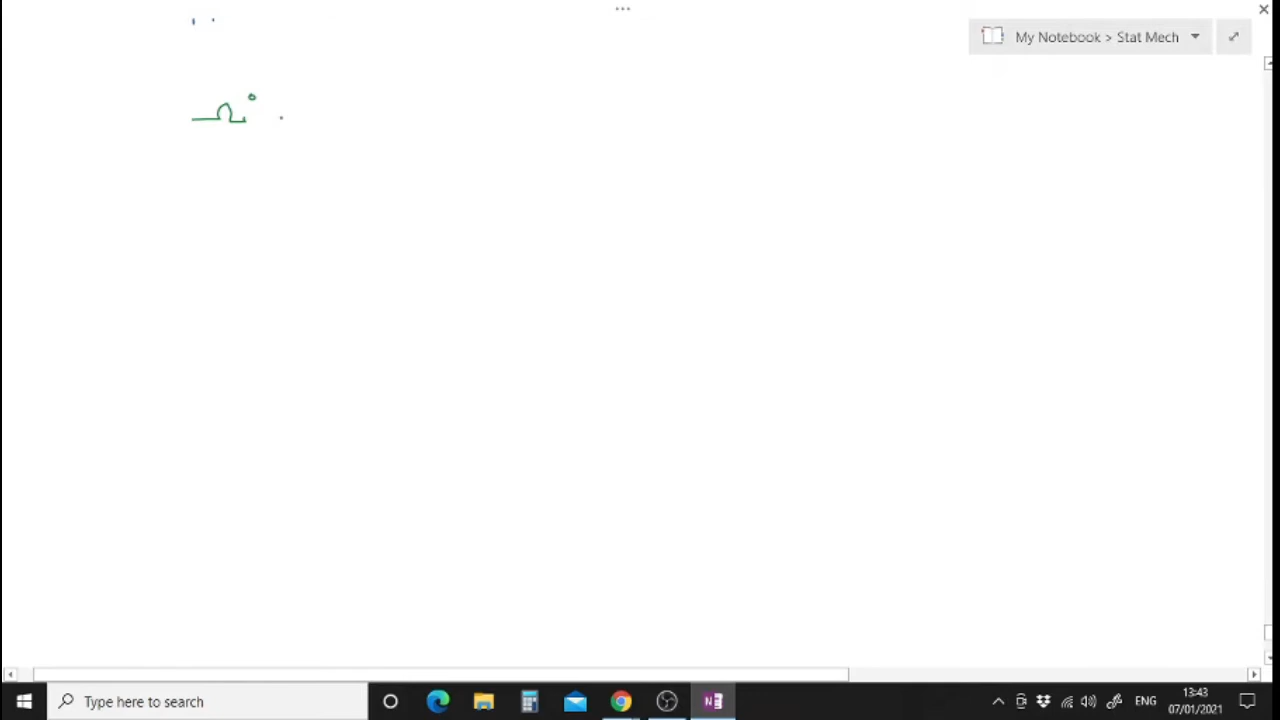 My Notebook > Stat Mech
Ω°
Type here to search
N
ENG
13:43
07/01/2021